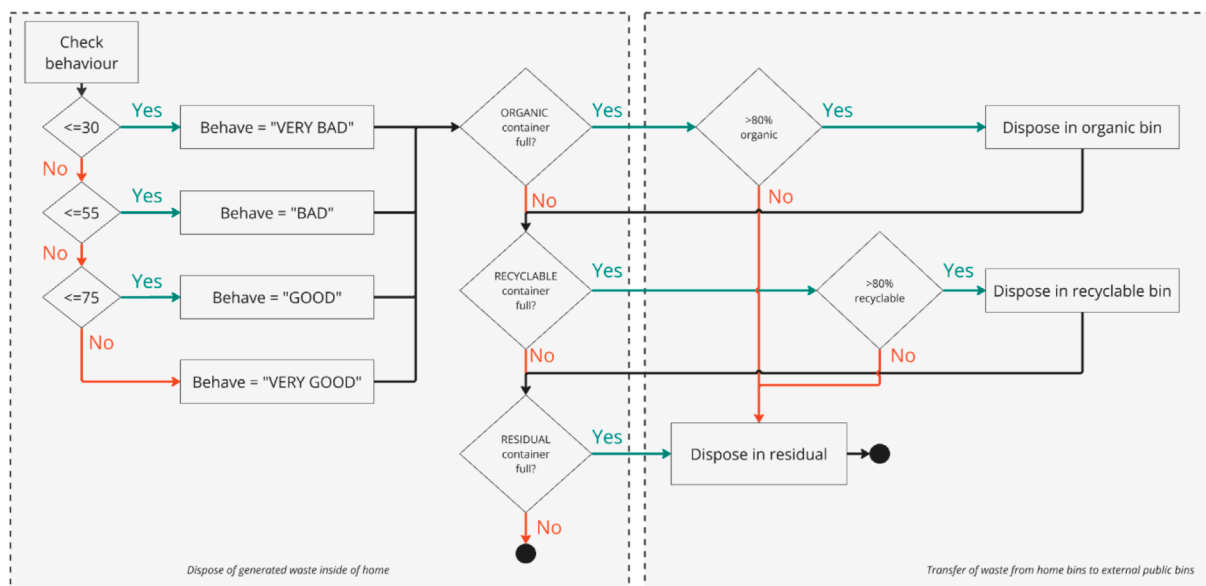 Check
behaviour
<=30
Yes
Behave = "VERY BAD"
No
<=55
Yes
Behave = "BAD"
No
<=75
Yes
Behave = "GOOD"
No
Behave = "VERY GOOD"
ORGANIC
container
full?
Yes
>80%
organic
Yes
Dispose in organic bin
No
No
RECYCLABLE
container
full?
Yes
>80%
recyclable
Yes
Dispose in recyclable bin
No
No
RESIDUAL
container
full?
Yes
Dispose in residual
No
Dispose of generated waste inside of home
Transfer of waste from home bins to external public bins